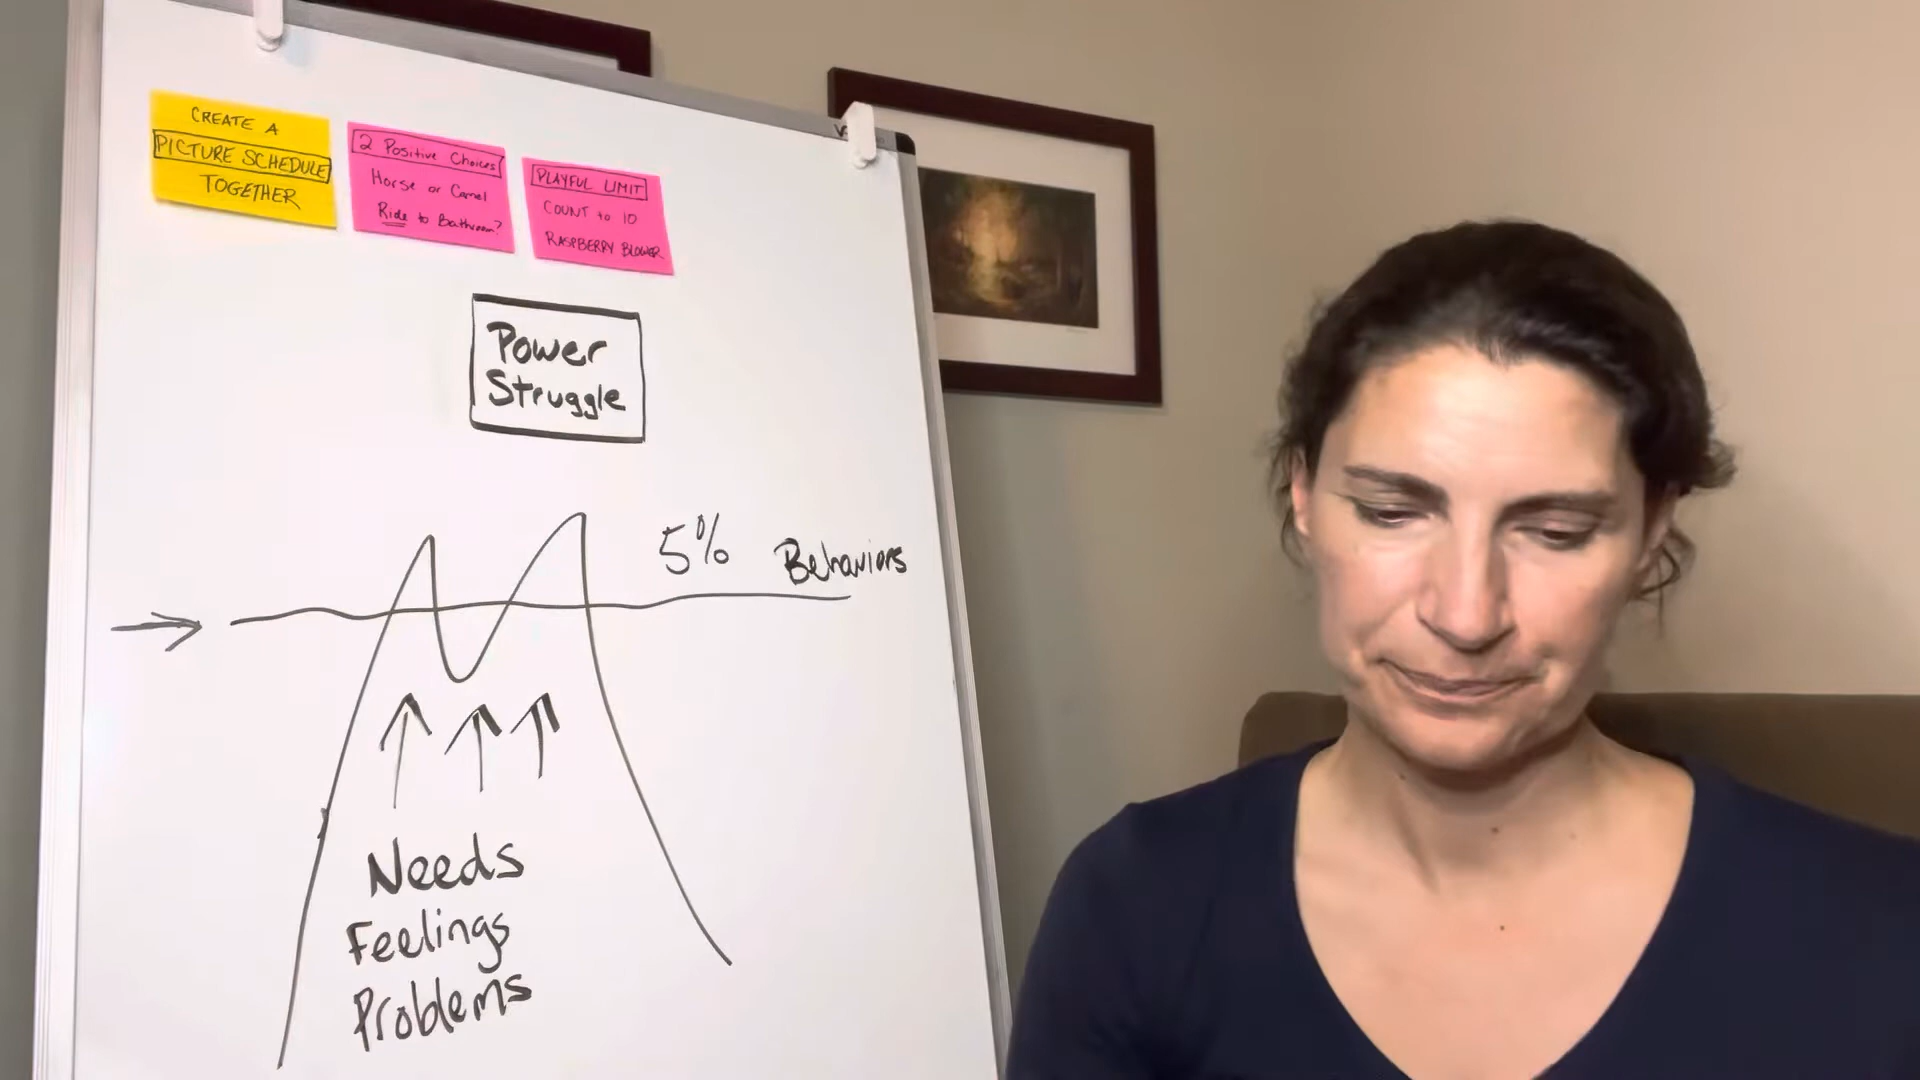 CREATE A
PICTURE SCHEDULE
TOGETHER
2 Positive Choices
Horse or Camel
Ride to Bathroom?
PLAYFUL LIMIT
COUNT to 10
RASPBERRY BLOWER
Power
Struggle
5% Behaviors
Needs
Feelings
Problems